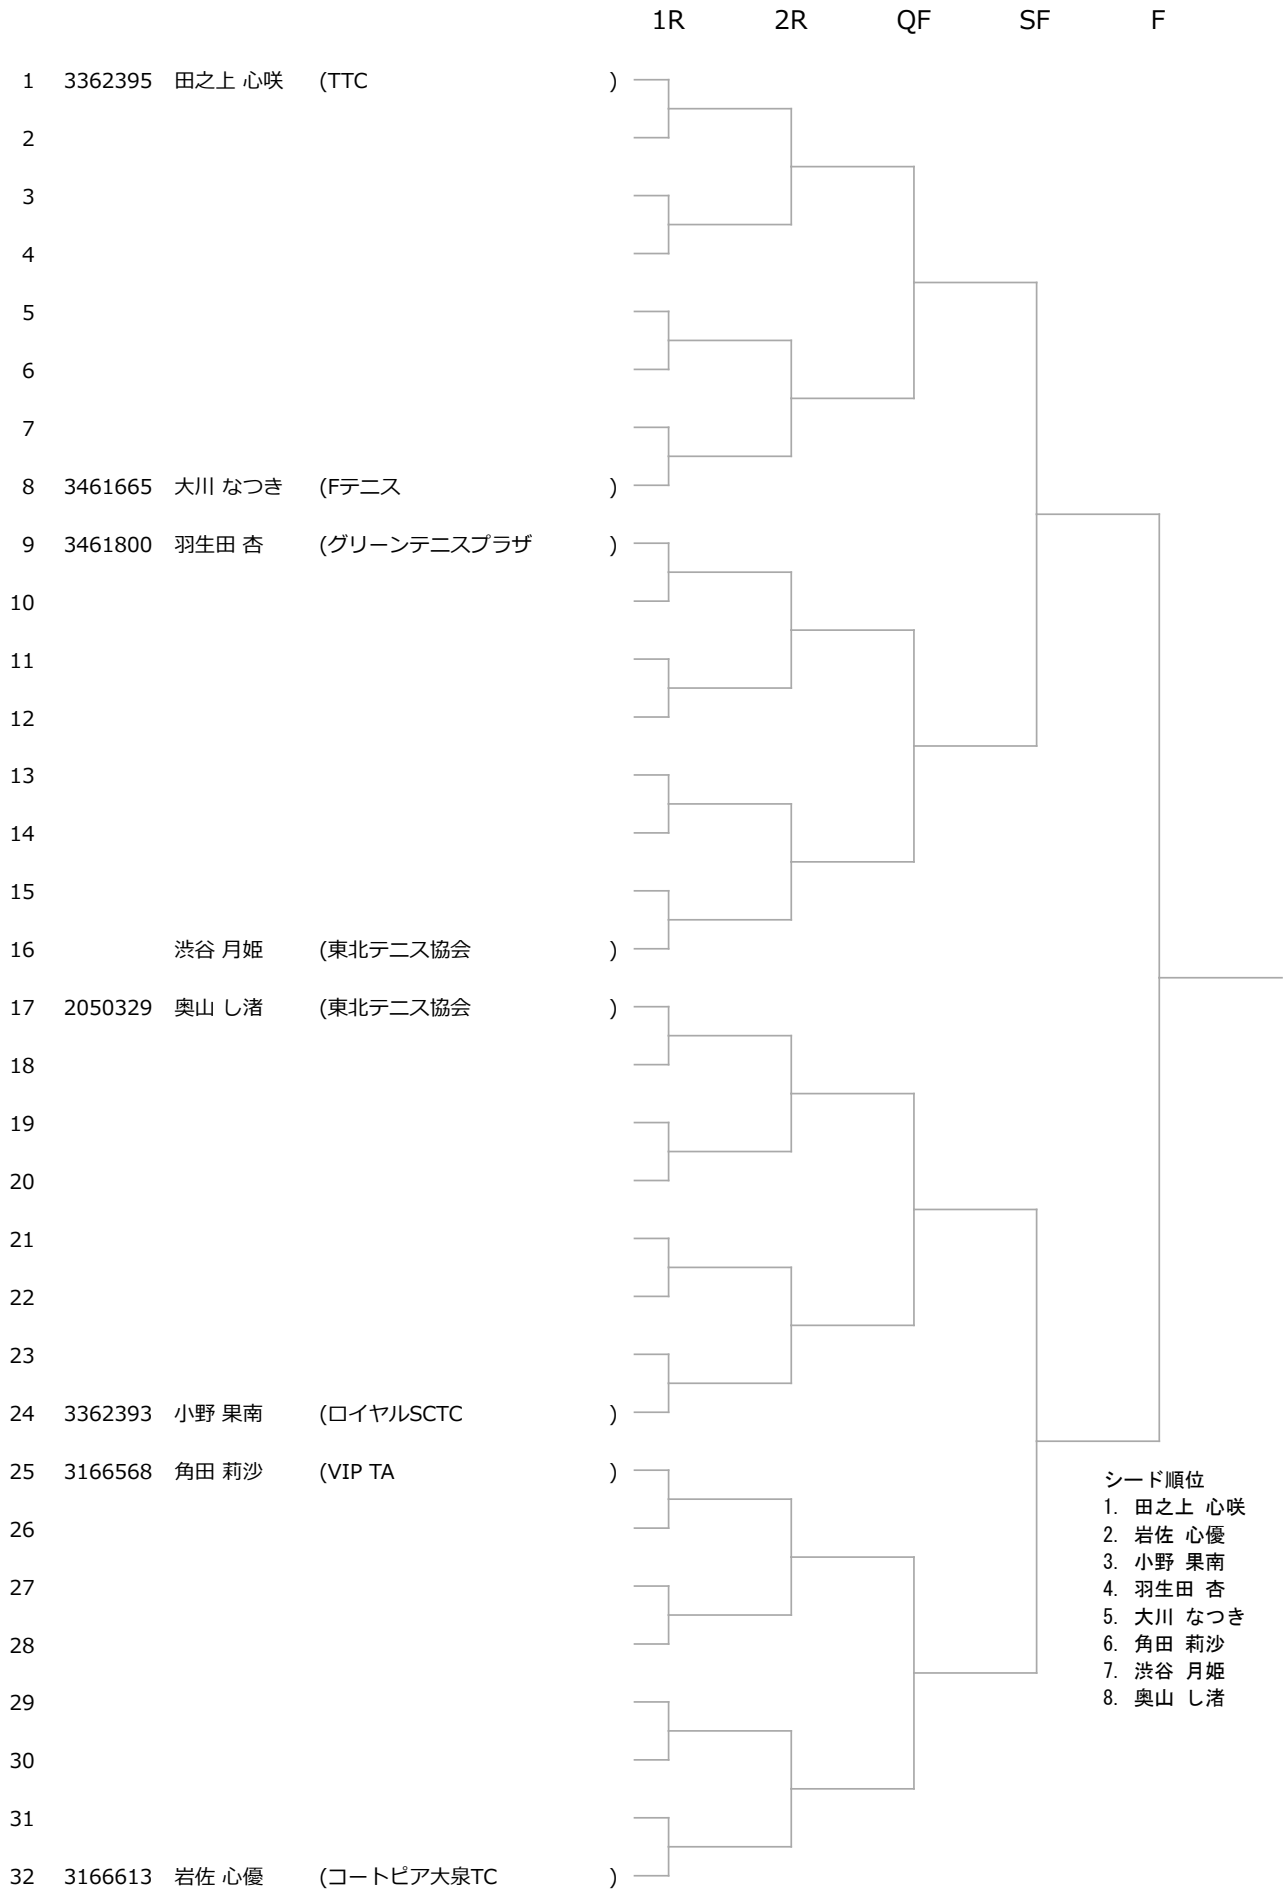 1R 2R QF SF F
1 3362395 田之上 心咲 (TTC )
2
3
4
5
6
7
8 3461665 大川 なつき (Fテニス )
9 3461800 羽生田 杏 (グリーンテニスプラザ )
10
11
12
13
14
15
16 渋谷 月姫 (東北テニス協会 )
17 2050329 奥山 し渚 (東北テニス協会 )
18
19
20
21
22
23
24 3362393 小野 果南 (ロイヤルSCTC )
25 3166568 角田 莉沙 (VIP TA )
26
27
28
29
30
31
32 3166613 岩佐 心優 (コートピア大泉TC )
シード順位
1. 田之上 心咲
2. 岩佐 心優
3. 小野 果南
4. 羽生田 杏
5. 大川 なつき
6. 角田 莉沙
7. 渋谷 月姫
8. 奥山 し渚